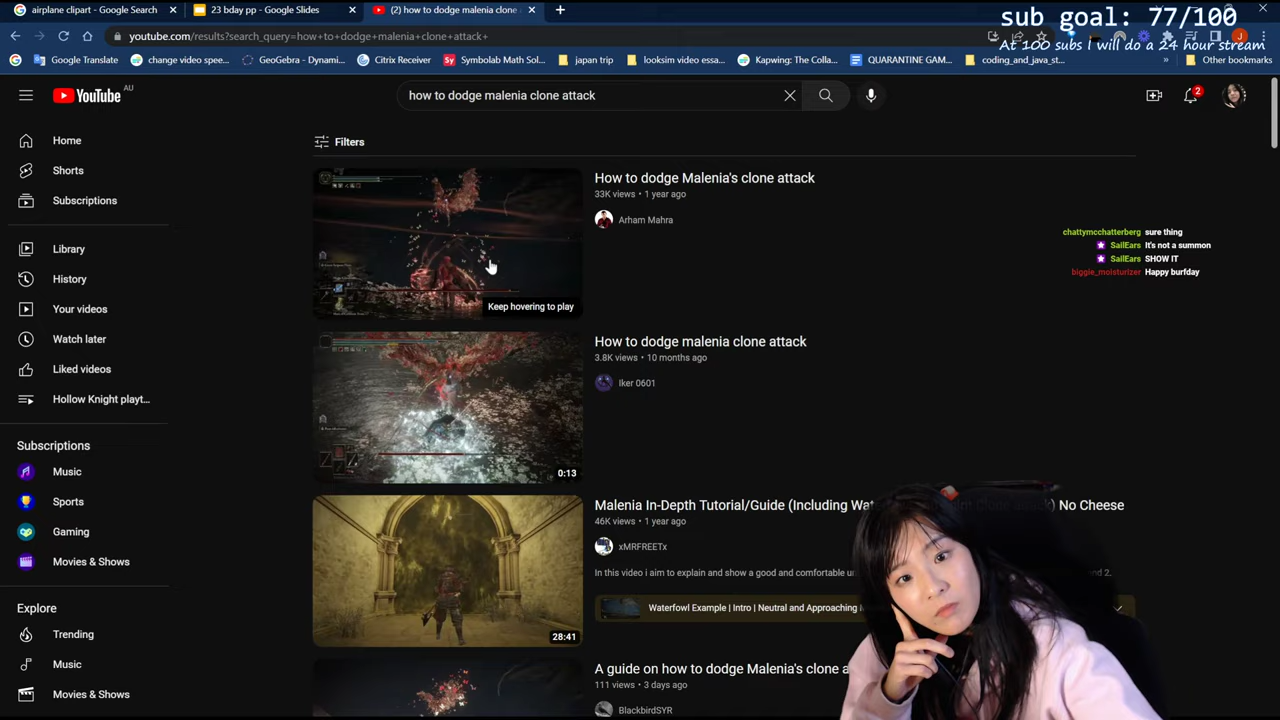 airplane clipart - Google Search
23 bday pp - Google Slides
(2) how to dodge malenia clone
sub goal: 77/100
At 100 subs I will do a 24 hour stream
youtube.com/results?search_query=how+to+dodge+malenia+clone+attack+
Google Translate
change video spee...
GeoGebra - Dynami...
Citrix Receiver
Symbolab Math Sol...
japan trip
looksim video essa...
Kapwing: The Colla...
QUARANTINE GAM...
coding_and_java_st...
Other bookmarks
YouTube AU
how to dodge malenia clone attack
2
Home
Shorts
Subscriptions
Library
History
Your videos
Watch later
Liked videos
Hollow Knight playt...
Subscriptions
Music
Sports
Gaming
Movies & Shows
Explore
Trending
Music
Movies & Shows
Filters
Keep hovering to play
How to dodge Malenia's clone attack
33K views • 1 year ago
Arham Mahra
chattymcchatterberg sure thing
SailEars It's not a summon
SailEars SHOW IT
biggie_moisturizer Happy burfday
0:13
How to dodge malenia clone attack
3.8K views • 10 months ago
Iker 0601
28:41
Malenia In-Depth Tutorial/Guide (Including Wat attack) No Cheese
46K views • 1 year ago
xMRFREETx
In this video i aim to explain and show a good and comfortable 2.
Waterfowl Example | Intro | Neutral and Approaching
A guide on how to dodge Malenia's clone a
111 views • 3 days ago
BlackbirdSYR